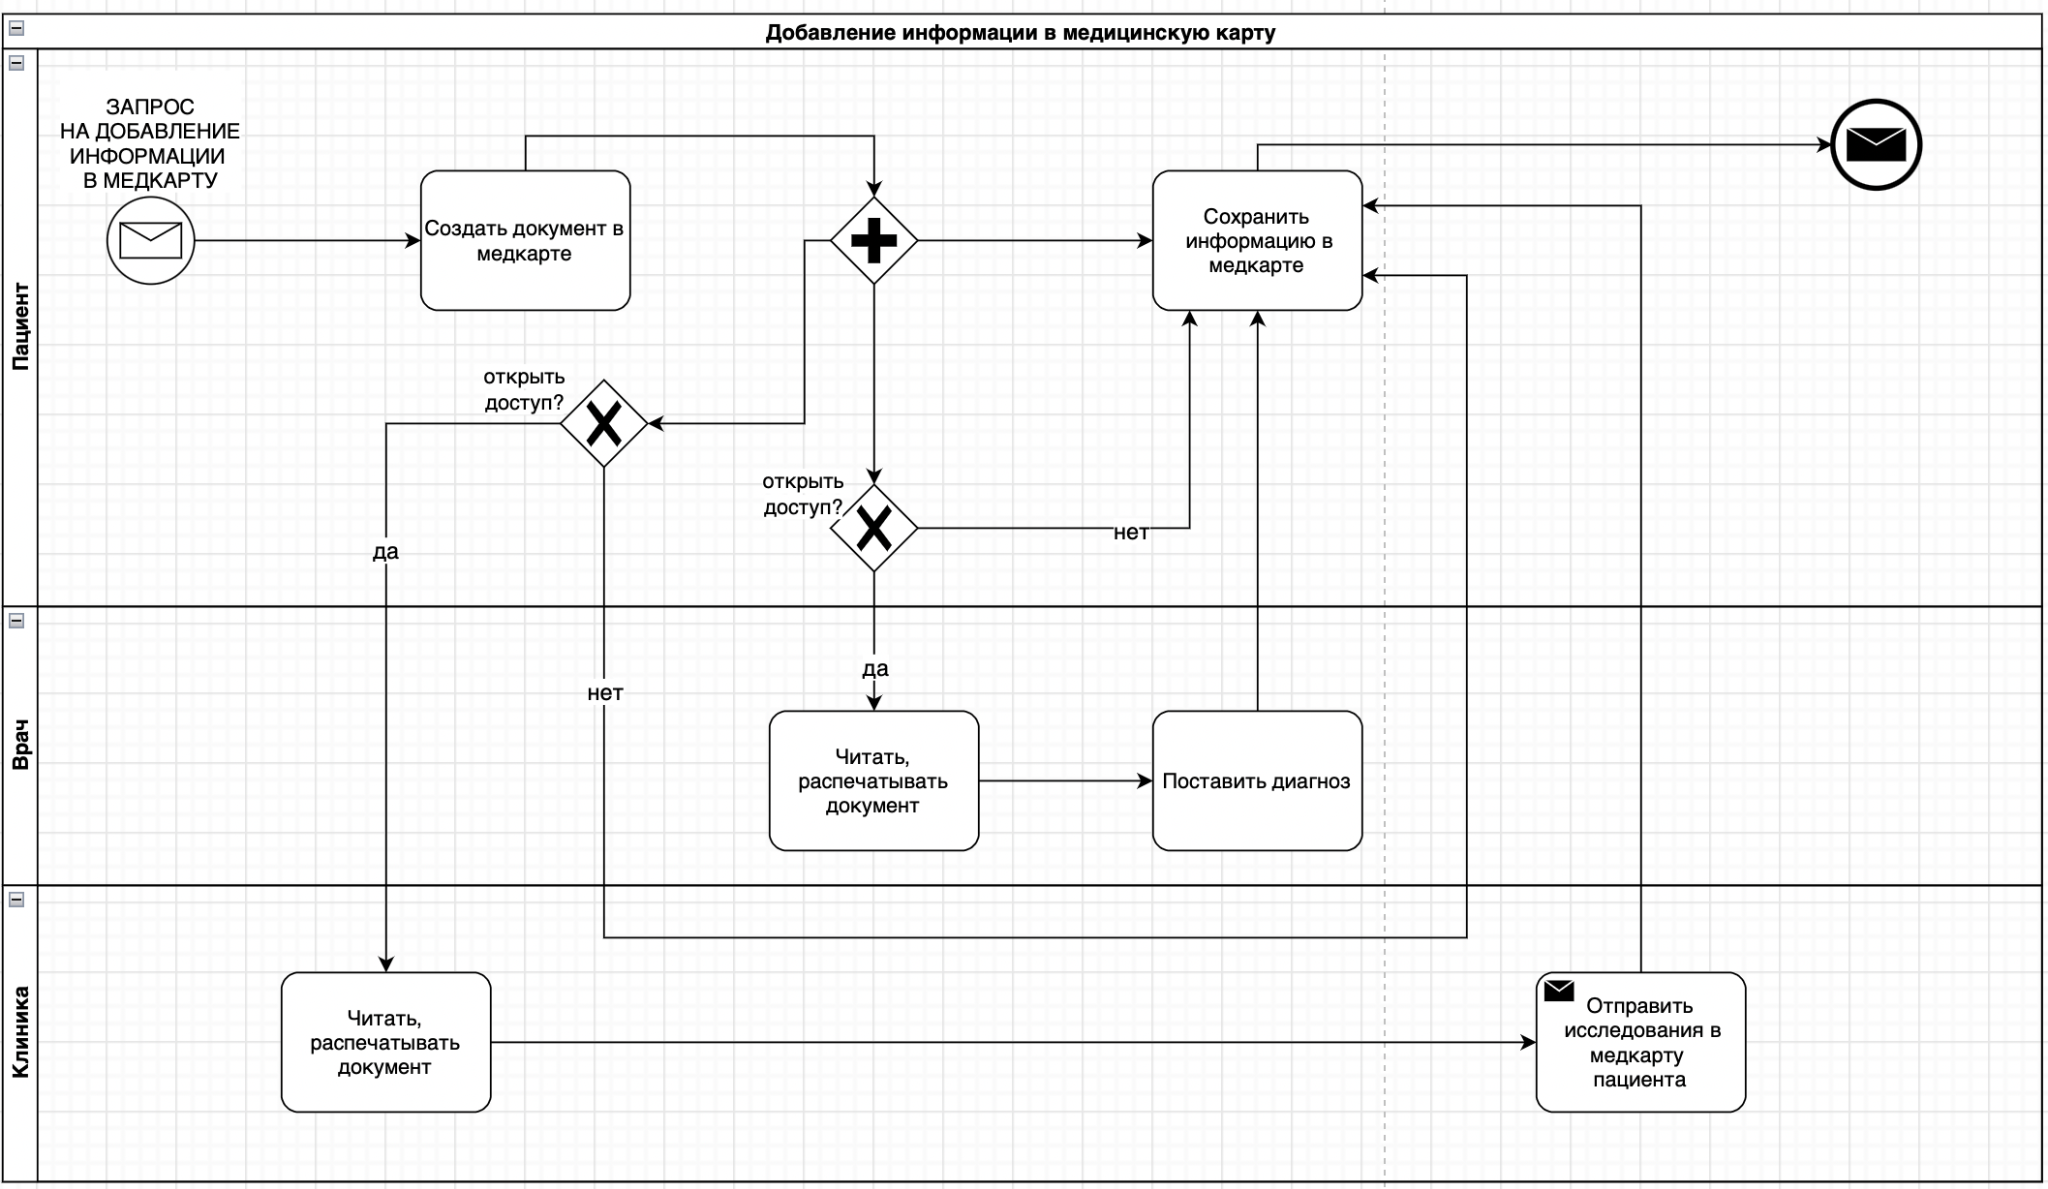 Добавление информации в медицинскую карту
Пациент
ЗАПРОС
НА ДОБАВЛЕНИЕ
ИНФОРМАЦИИ
В МЕДКАРТУ
Создать документ в
медкарте
Сохранить
информацию в
медкарте
открыть
доступ?
да
нет
открыть
доступ?
нет
да
Врач
Читать,
распечатывать
документ
Поставить диагноз
Клиника
Читать,
распечатывать
документ
Отправить
исследования в
медкарту
пациента